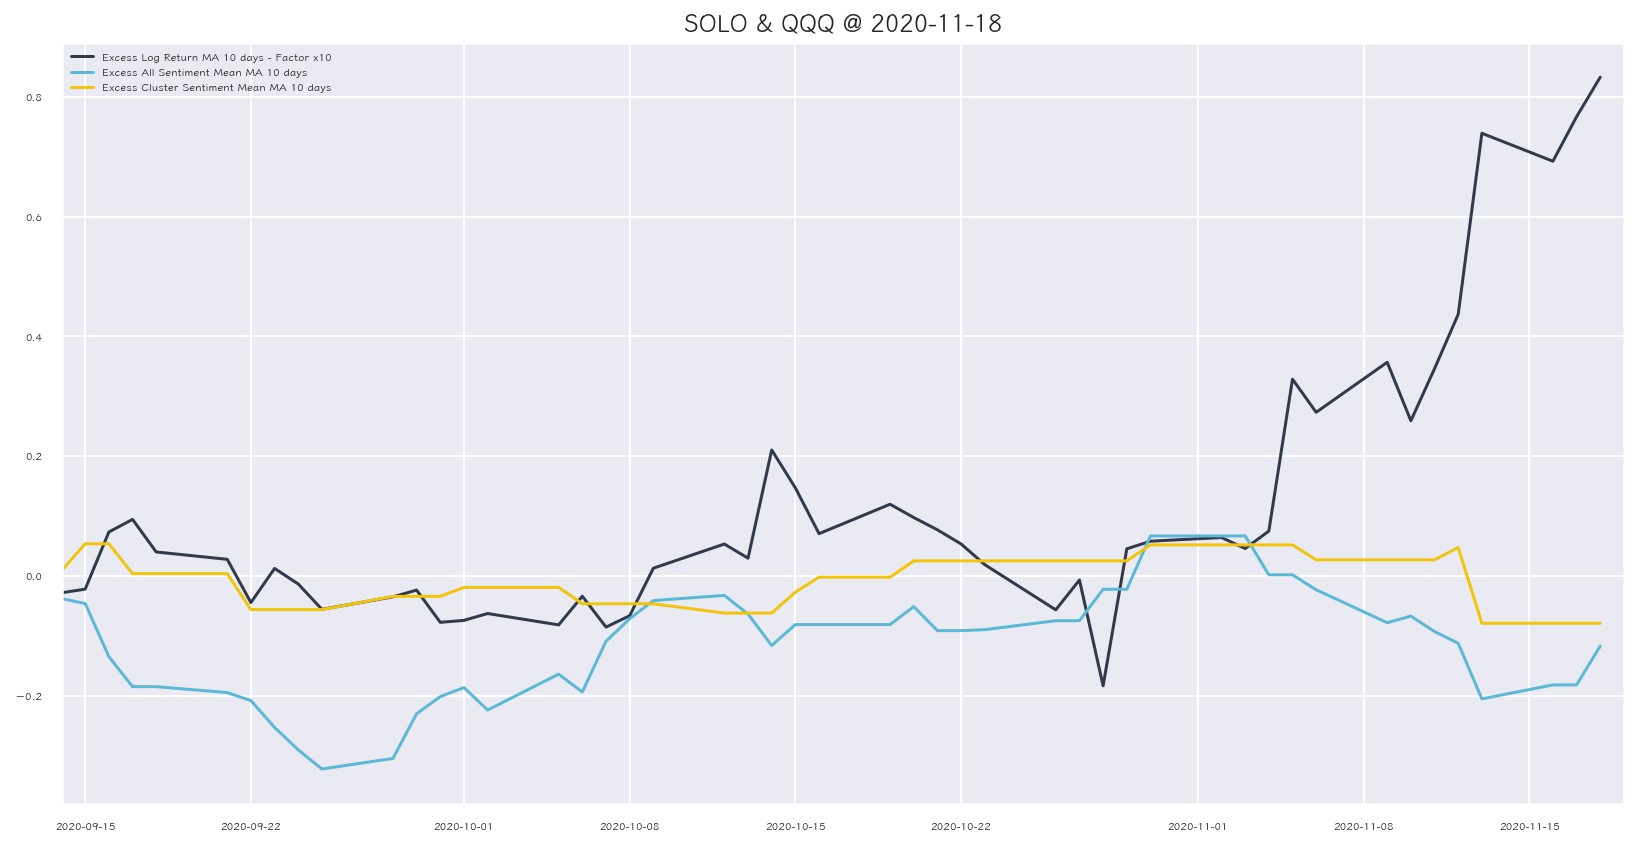 SOLO & QQQ @ 2020-11-18
Excess Log Return MA 10 days - Factor x10
Excess All Sentiment Mean MA 10 days
Excess Cluster Sentiment Mean MA 10 days
0.8
0.6
0.4
0.2
0.0
−0.2
2020-09-15 2020-09-22 2020-10-01 2020-10-08 2020-10-15 2020-10-22 2020-11-01 2020-11-08 2020-11-15